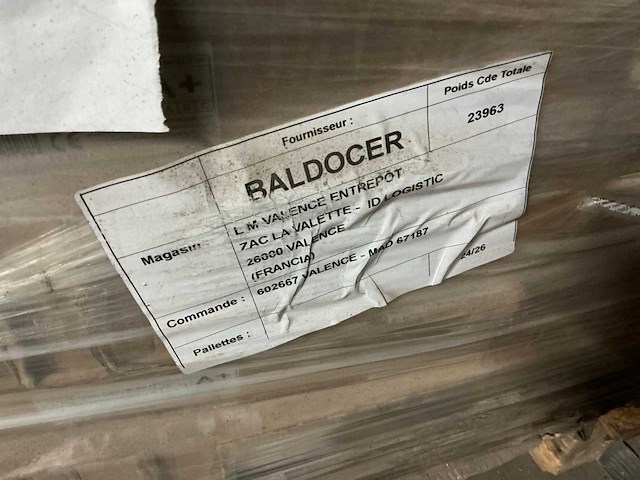 Fournisseur :
Poids Cde Totale
BALDOCER
23963
Magasin
L M VALENCE ENTREPOT
ZAC LA VALETTE - ID LOGISTIC
26000 VALENCE
(FRANCIA)
Commande :
602667 VALENCE - MAD 67187
Pallettes :
24/26
A+